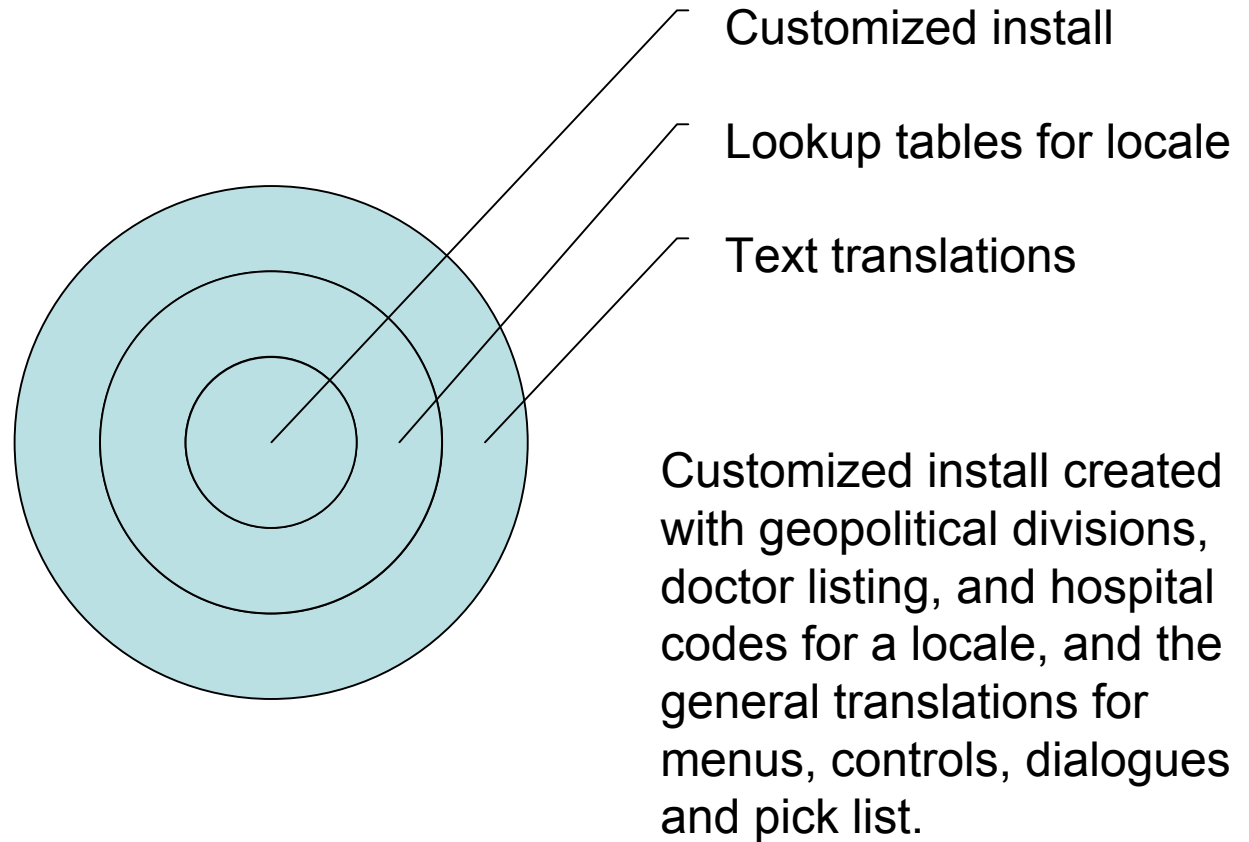 Customized install
Lookup tables for locale
Text translations
Customized install created
with geopolitical divisions,
doctor listing, and hospital
codes for a locale, and the
general translations for
menus, controls, dialogues
and pick list.